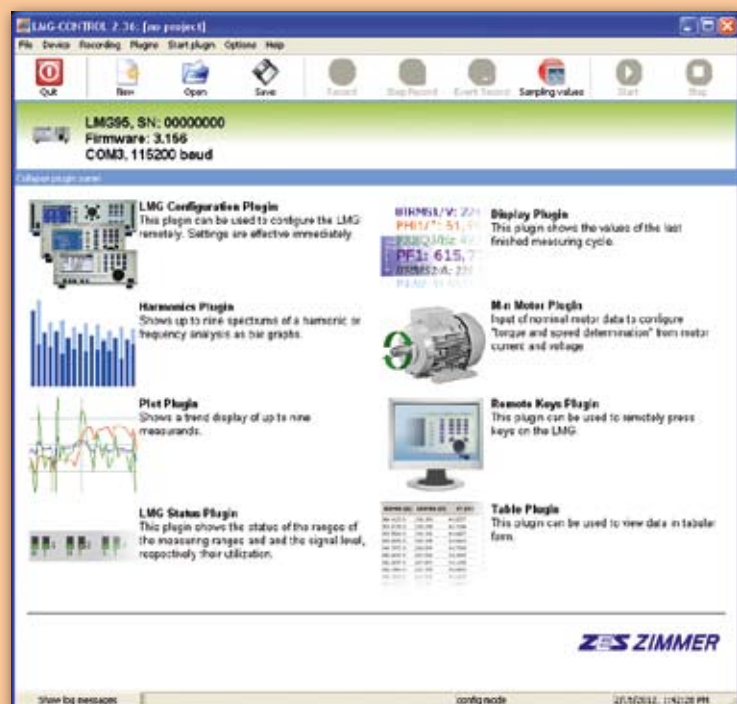 LMG-CONTROL 2.36: [no project]
File Device Recording Plugins Start plugin Options Help
Quit New Open Save Record Stop Record Event Record Sampling values Start Stop
LMG95, SN: 00000000
Firmware: 3.156
COM3, 115200 baud
Collapse plugin panel
LMG Configuration Plugin
This plugin can be used to configure the LMG
remotely. Settings are effective immediately.
Harmonics Plugin
Shows up to nine spectrums of a harmonic or
frequency analysis as bar graphs.
Plot Plugin
Shows a trend display of up to nine
measurands.
LMG Status Plugin
This plugin shows the status of the ranges of
the measuring ranges and and the signal level,
respectively their utilization.
PF1: 615,7
Display Plugin
This plugin shows the values of the last
finished measuring cycle.
Min Motor Plugin
Input of nominal motor data to configure
"torque and speed determination" from motor
current and voltage
Remote Keys Plugin
This plugin can be used to remotely press
keys on the LMG.
Table Plugin
This plugin can be used to view data in tabular
form.
ZES ZIMMER
Show log messages config mode 1:42:28 PM